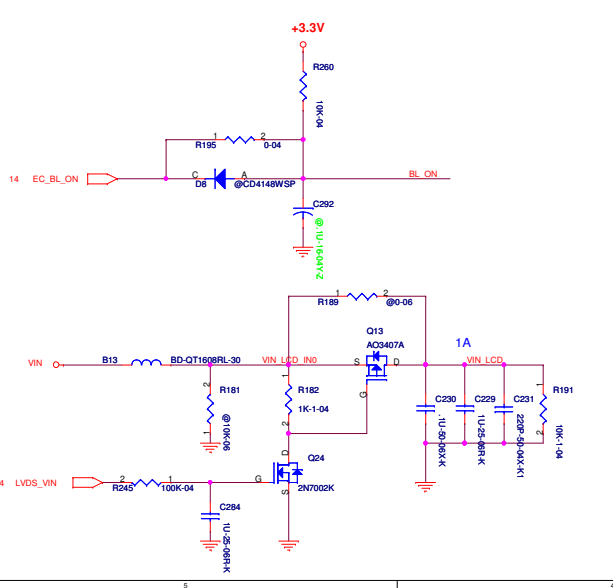 +3.3V
R260
10K-04
1 2
R195 0-04
14 EC_BL_ON
C A
D8 @CD4148WSP
BL_ON
C292
@.1U-16-04Y-Z
1 2
R189 @0-06
Q13
AO3407A
1A
VIN
B13 BD-QT1608RL-30
VIN_LCD_IN0
S D
G
VIN_LCD
2
R181
1
@10K-06
1
R182
1K-1-04
2
C230
.1U-50-06X-K
C229
1U-25-06R-K
C231
220P-50-04X-K1
1
R191
2
10K-1-04
D
Q24
G
S
2N7002K
4 LVDS_VIN
2 1
R245 100K-04
C284
1U-25-06R-K
5
4